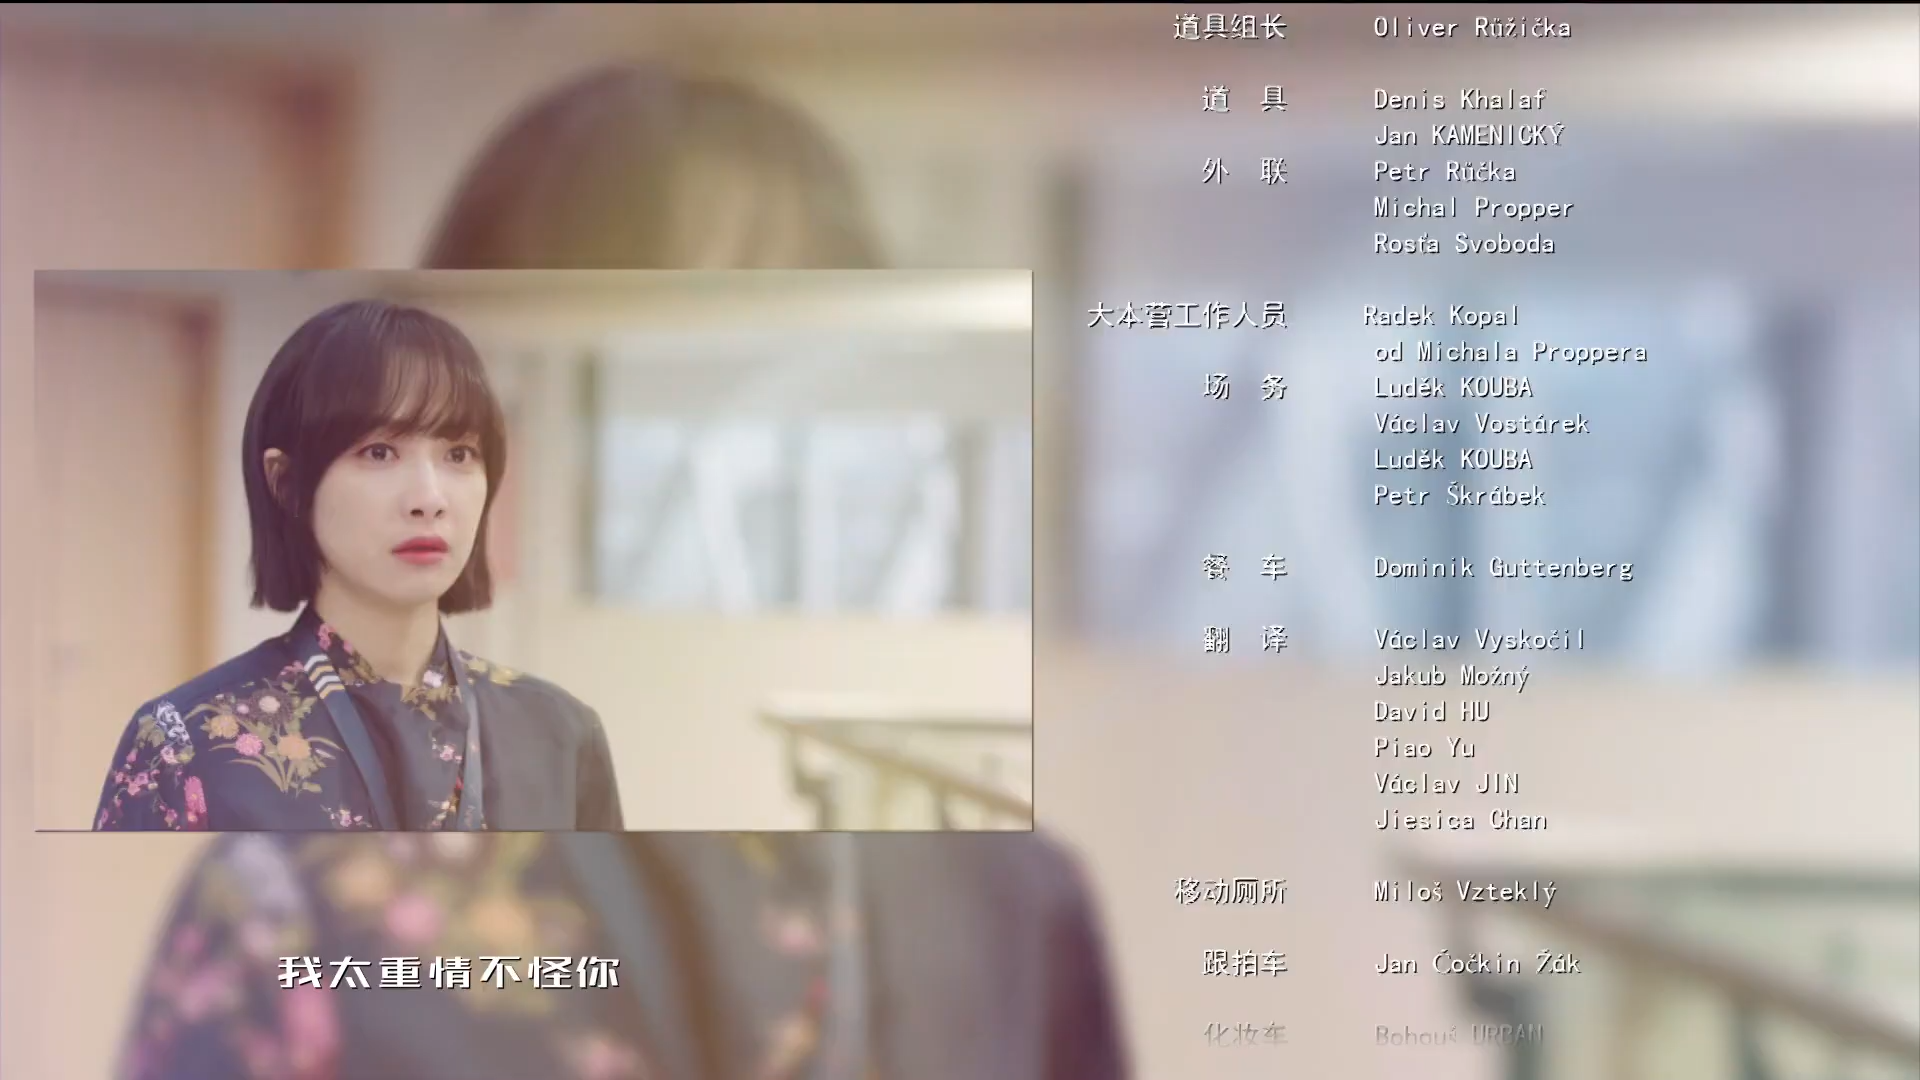 道具组长 Oliver Růžička
道 具 Denis Khalaf
Jan KAMENICKÝ
外 联 Petr Růčka
Michal Propper
Rosťa Svoboda
大本营工作人员 Radek Kopal
od Michala Proppera
场 务 Luděk KOUBA
Václav Vostárek
Luděk KOUBA
Petr Škrábek
餐 车 Dominik Guttenberg
翻 译 Václav Vyskočil
Jakub Možný
David HU
Piao Yu
Václav JIN
Jiesica Chan
移动厕所 Miloš Vzteklý
跟拍车 Jan Čočkin Žák
化妆车 Bohouš URBAN
我太重情不怪你